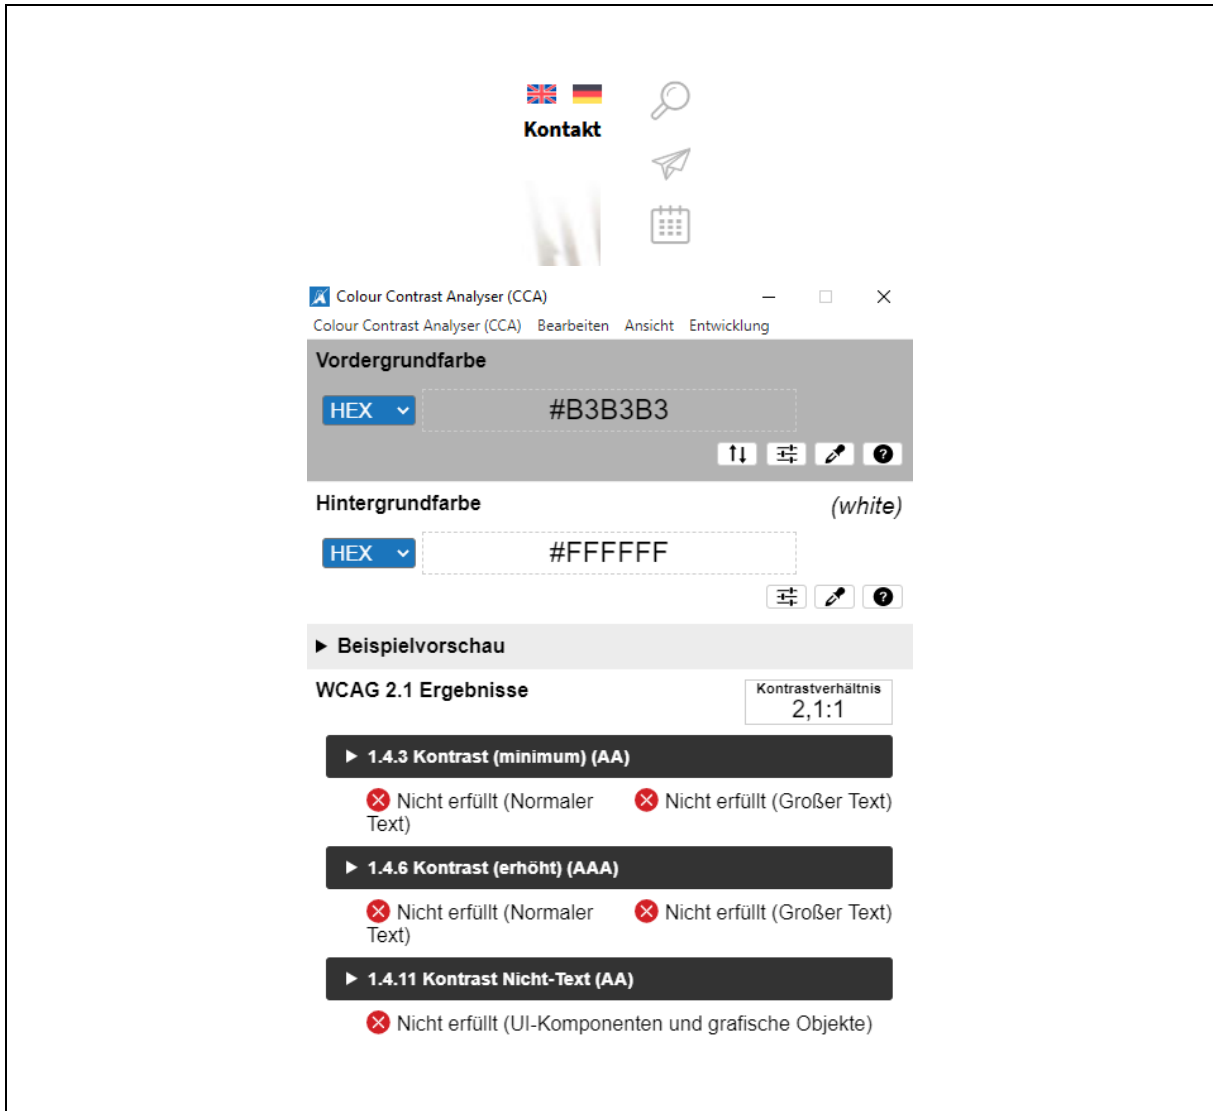 Kontakt
Colour Contrast Analyser (CCA)
Colour Contrast Analyser (CCA) Bearbeiten Ansicht Entwicklung
Vordergrundfarbe
HEX #B3B3B3
Hintergrundfarbe (white)
HEX #FFFFFF
Beispielvorschau
WCAG 2.1 Ergebnisse
Kontrastverhältnis
2,1:1
1.4.3 Kontrast (minimum) (AA)
Nicht erfüllt (Normaler
Text)
Nicht erfüllt (Großer Text)
1.4.6 Kontrast (erhöht) (AAA)
Nicht erfüllt (Normaler
Text)
Nicht erfüllt (Großer Text)
1.4.11 Kontrast Nicht-Text (AA)
Nicht erfüllt (UI-Komponenten und grafische Objekte)